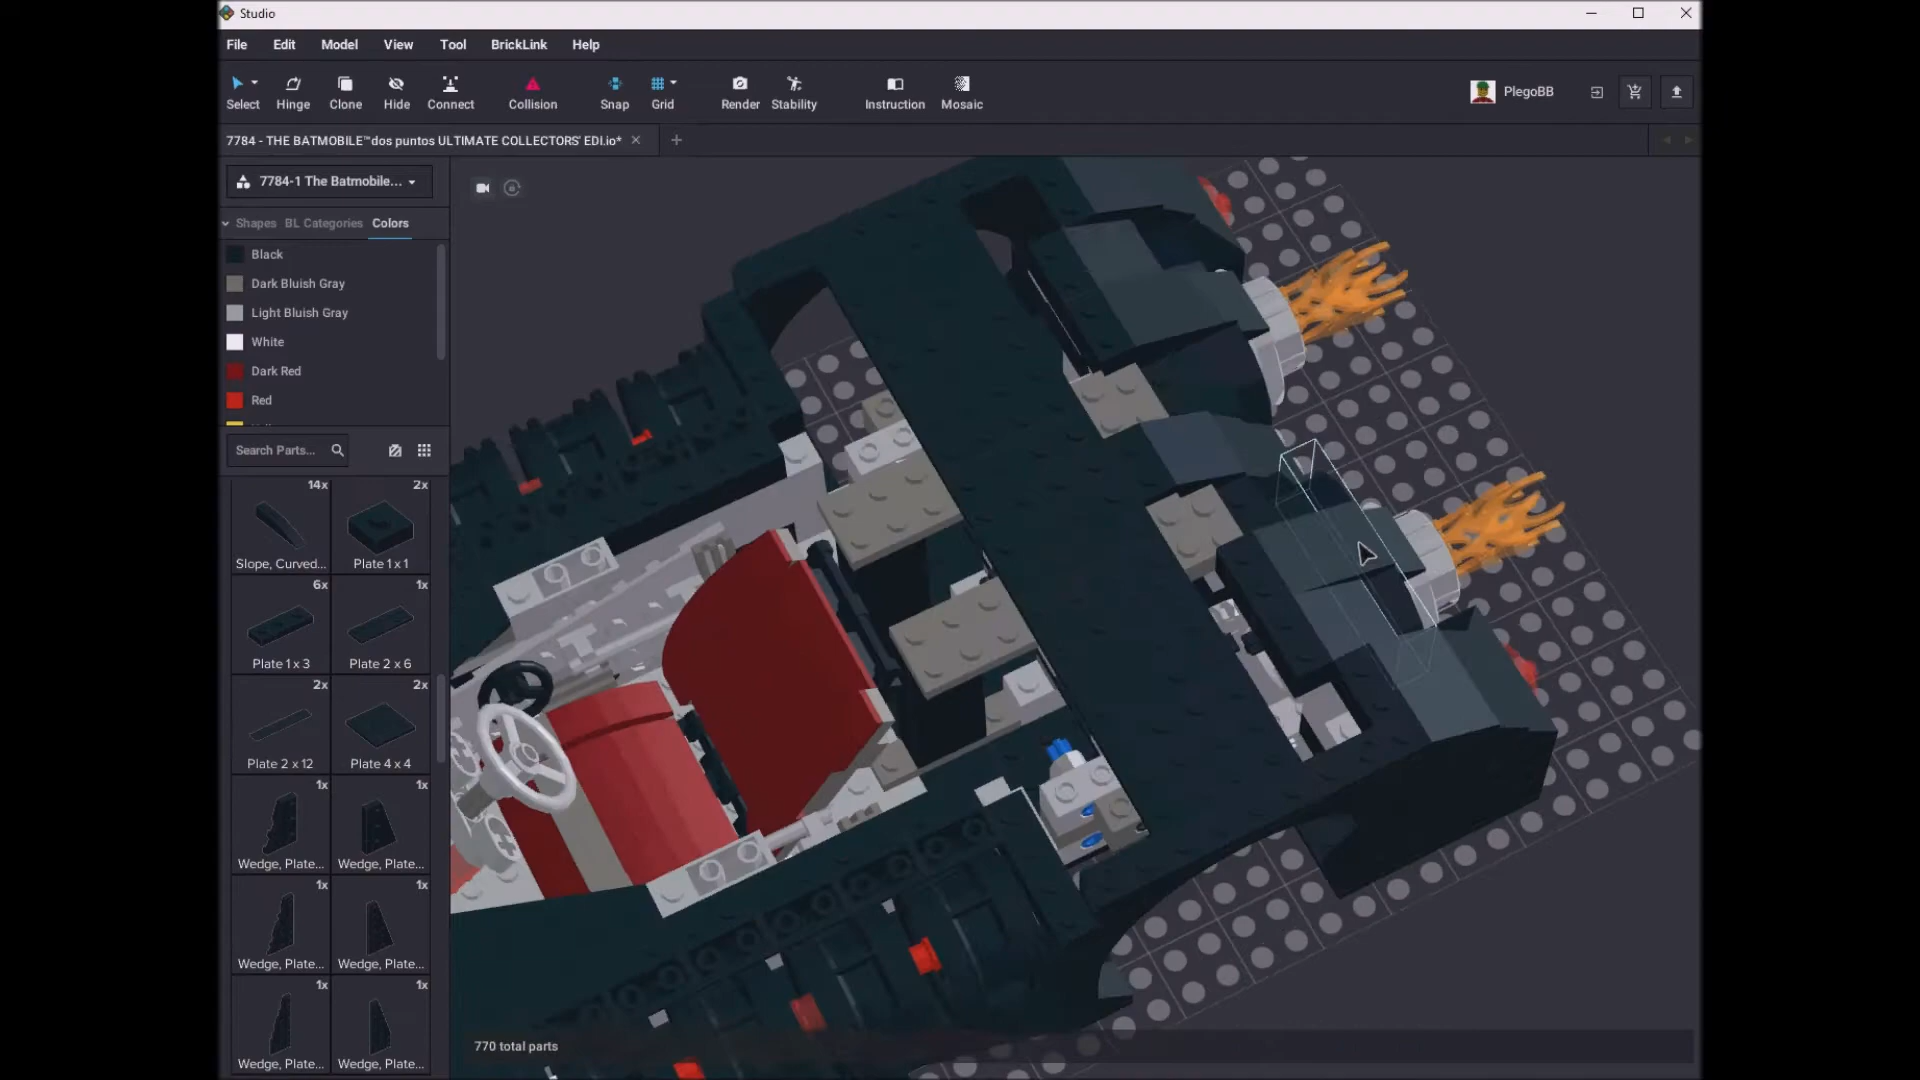 Studio
File Edit Model View Tool BrickLink Help
Select Hinge Clone Hide Connect Collision Snap Grid Render Stability Instruction Mosaic PlegoBB
7784 - THE BATMOBILE™dos puntos ULTIMATE COLLECTORS' EDI.io*
7784-1 The Batmobile...
Shapes BL Categories Colors
Black
Dark Bluish Gray
Light Bluish Gray
White
Dark Red
Red
Search Parts...
14x 2x
Slope, Curved... Plate 1 x 1
6x 1x
Plate 1 x 3 Plate 2 x 6
2x 2x
Plate 2 x 12 Plate 4 x 4
1x 1x
Wedge, Plate... Wedge, Plate...
1x 1x
Wedge, Plate... Wedge, Plate...
1x 1x
Wedge, Plate... Wedge, Plate...
770 total parts